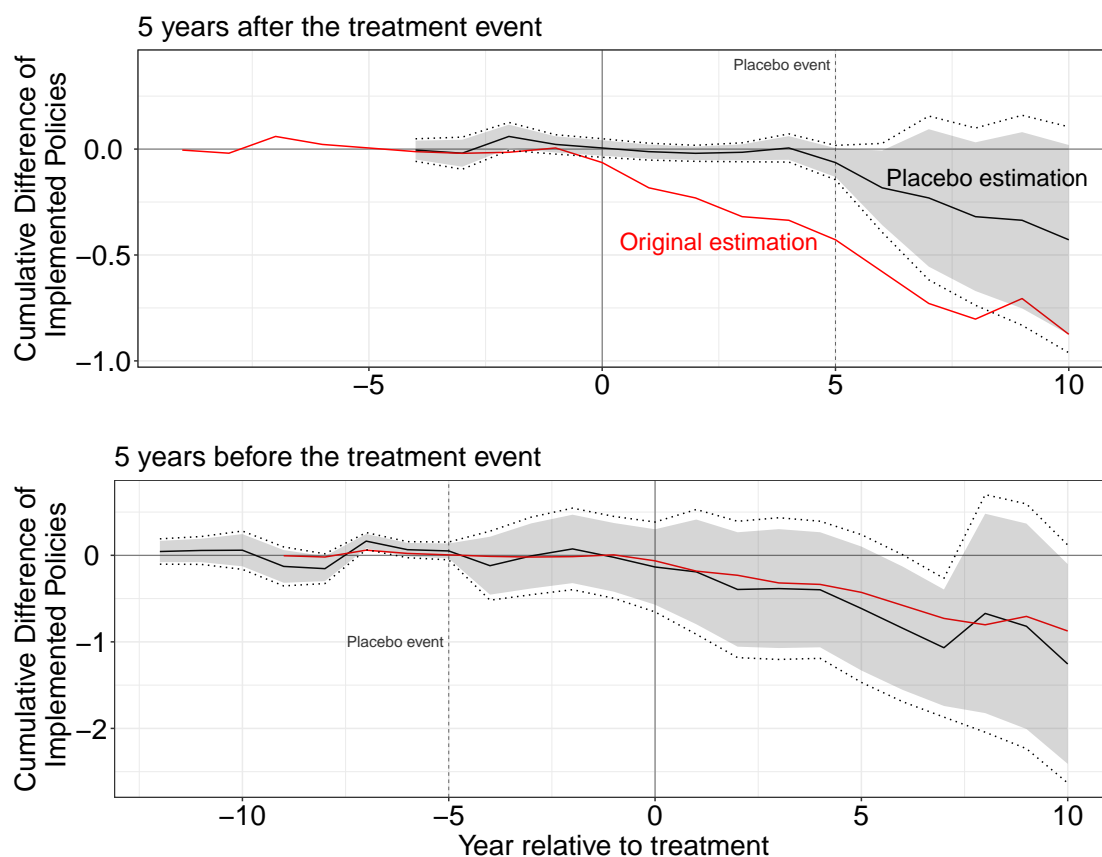 5 years after the treatment event
Cumulative Difference of
Implemented Policies
0.0
−0.5
−1.0
Placebo event
Placebo estimation
Original estimation
−5
0
5
10
5 years before the treatment event
Cumulative Difference of
Implemented Policies
0
−1
−2
Placebo event
−10
−5
0
5
10
Year relative to treatment